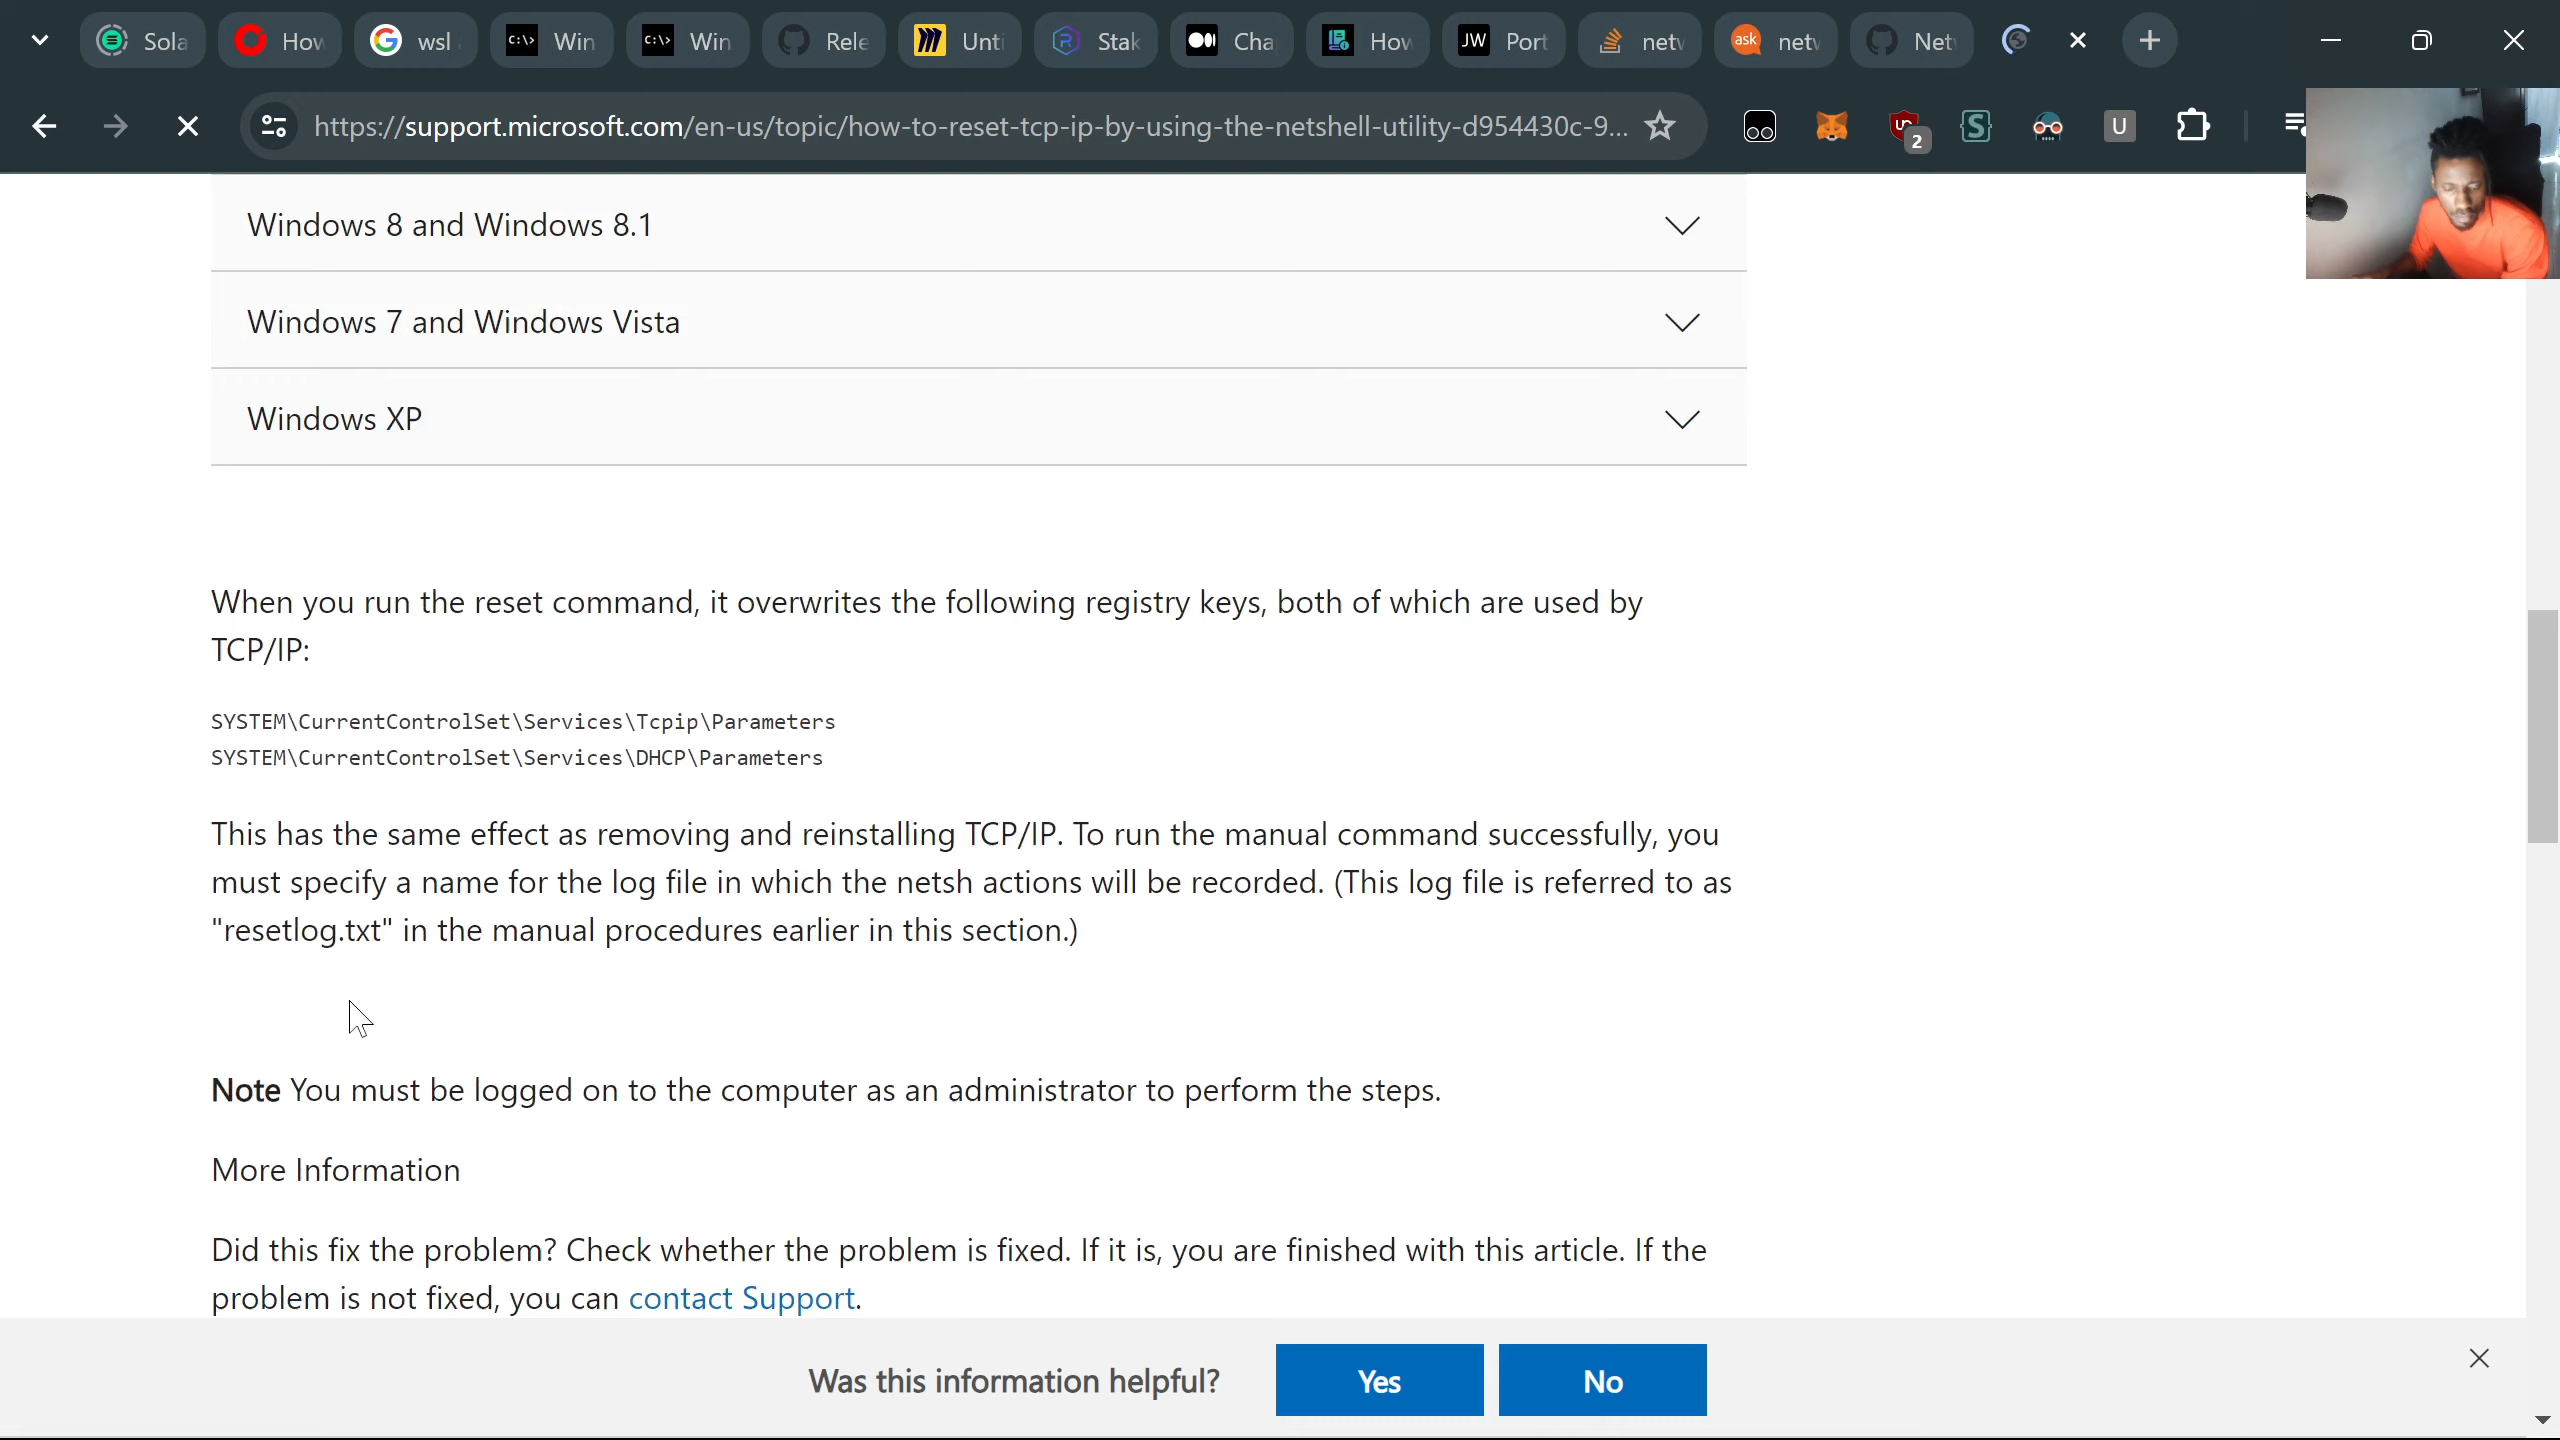 Sola
How
wsl
Win
Win
Rele
Unti
Stak
Cha
How
JW
Port
netw
ask
netw
Net
https://support.microsoft.com/en-us/topic/how-to-reset-tcp-ip-by-using-the-netshell-utility-d954430c-9...
2
S
U
Windows 8 and Windows 8.1
Windows 7 and Windows Vista
Windows XP
When you run the reset command, it overwrites the following registry keys, both of which are used by
TCP/IP:
SYSTEM\CurrentControlSet\Services\Tcpip\Parameters
SYSTEM\CurrentControlSet\Services\DHCP\Parameters
This has the same effect as removing and reinstalling TCP/IP. To run the manual command successfully, you
must specify a name for the log file in which the netsh actions will be recorded. (This log file is referred to as
"resetlog.txt" in the manual procedures earlier in this section.)
Note You must be logged on to the computer as an administrator to perform the steps.
More Information
Did this fix the problem? Check whether the problem is fixed. If it is, you are finished with this article. If the
problem is not fixed, you can contact Support.
Was this information helpful?
Yes
No